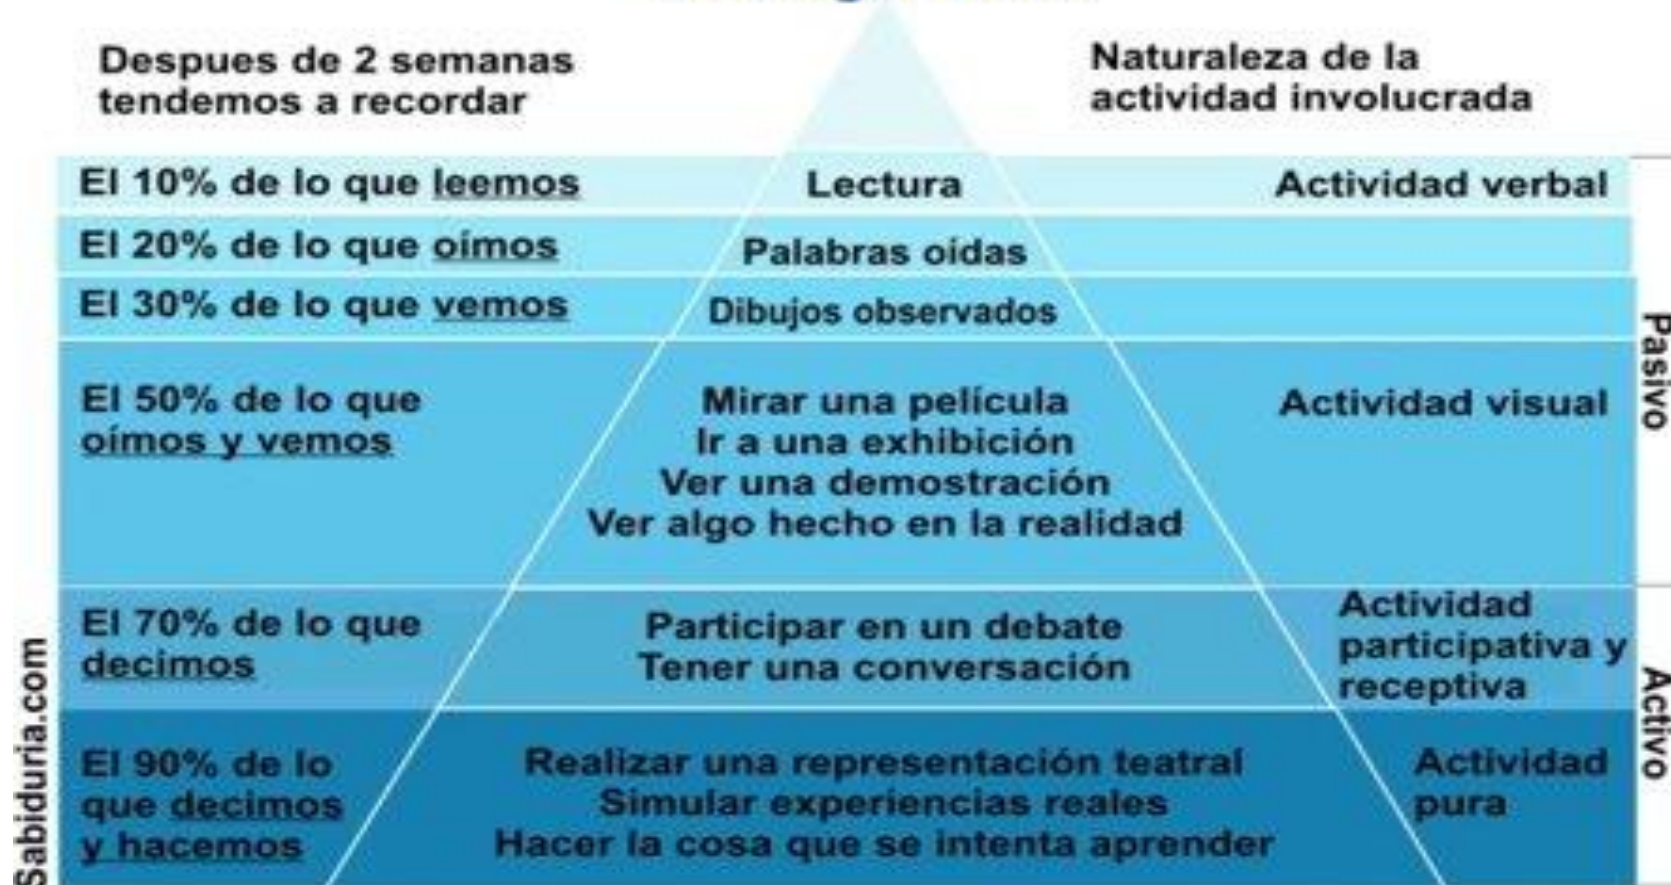 Despues de 2 semanas
tendemos a recordar
Naturaleza de la
actividad involucrada
El 10% de lo que leemos
Lectura
Actividad verbal
El 20% de lo que oímos
Palabras oidas
El 30% de lo que vemos
Dibujos observados
El 50% de lo que
oímos y vemos
Mirar una película
Ir a una exhibición
Ver una demostración
Ver algo hecho en la realidad
Actividad visual
Pasivo
El 70% de lo que
decimos
Participar en un debate
Tener una conversación
Actividad
participativa y
receptiva
El 90% de lo
que decimos
y hacemos
Realizar una representación teatral
Simular experiencias reales
Hacer la cosa que se intenta aprender
Actividad
pura
Activo
Sabiduria.com